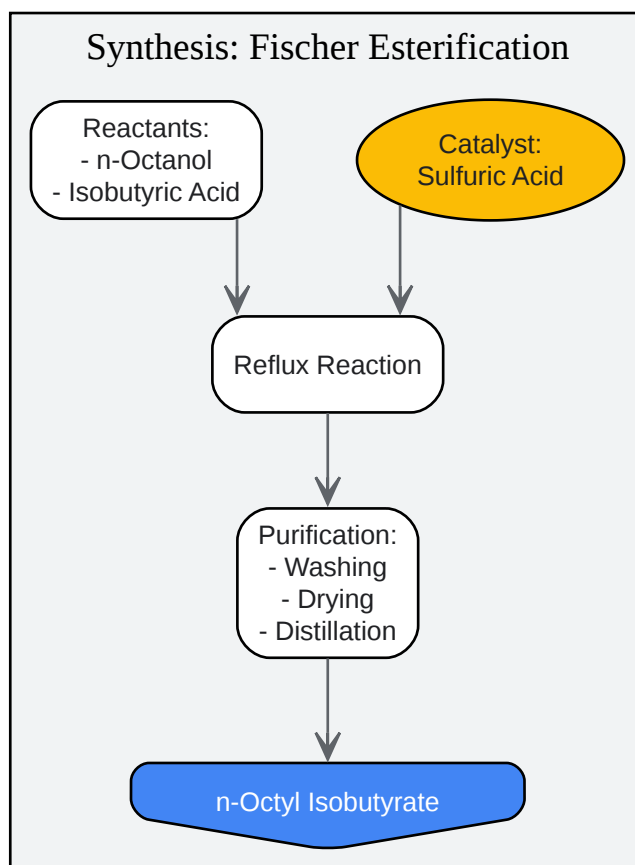 Synthesis: Fischer Esterification
Reactants:
- n-Octanol
- Isobutyric Acid
Catalyst:
Sulfuric Acid
Reflux Reaction
Purification:
- Washing
- Drying
- Distillation
n-Octyl Isobutyrate